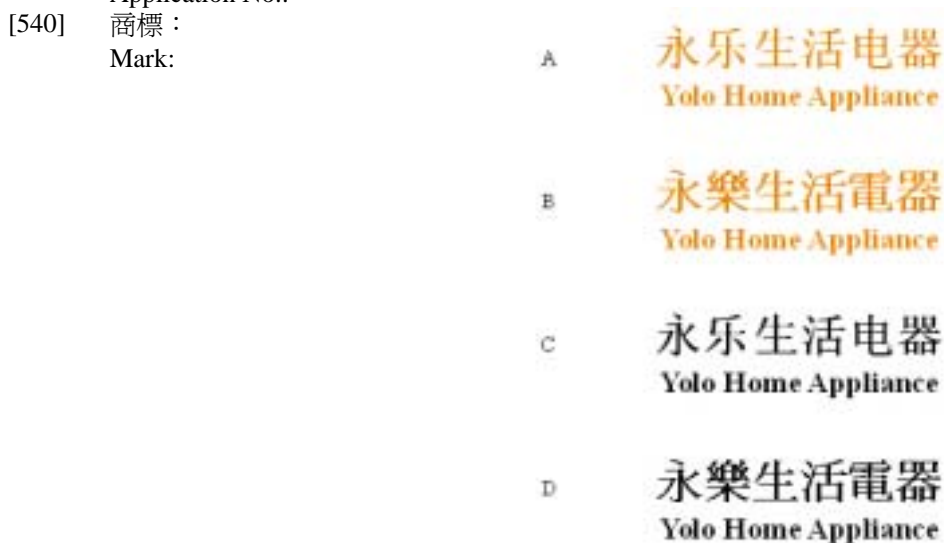 Application No.:
[540] 商標：
Mark:
A 永乐生活电器
Yolo Home Appliance
B 永樂生活電器
Yolo Home Appliance
C 永乐生活电器
Yolo Home Appliance
D 永樂生活電器
Yolo Home Appliance